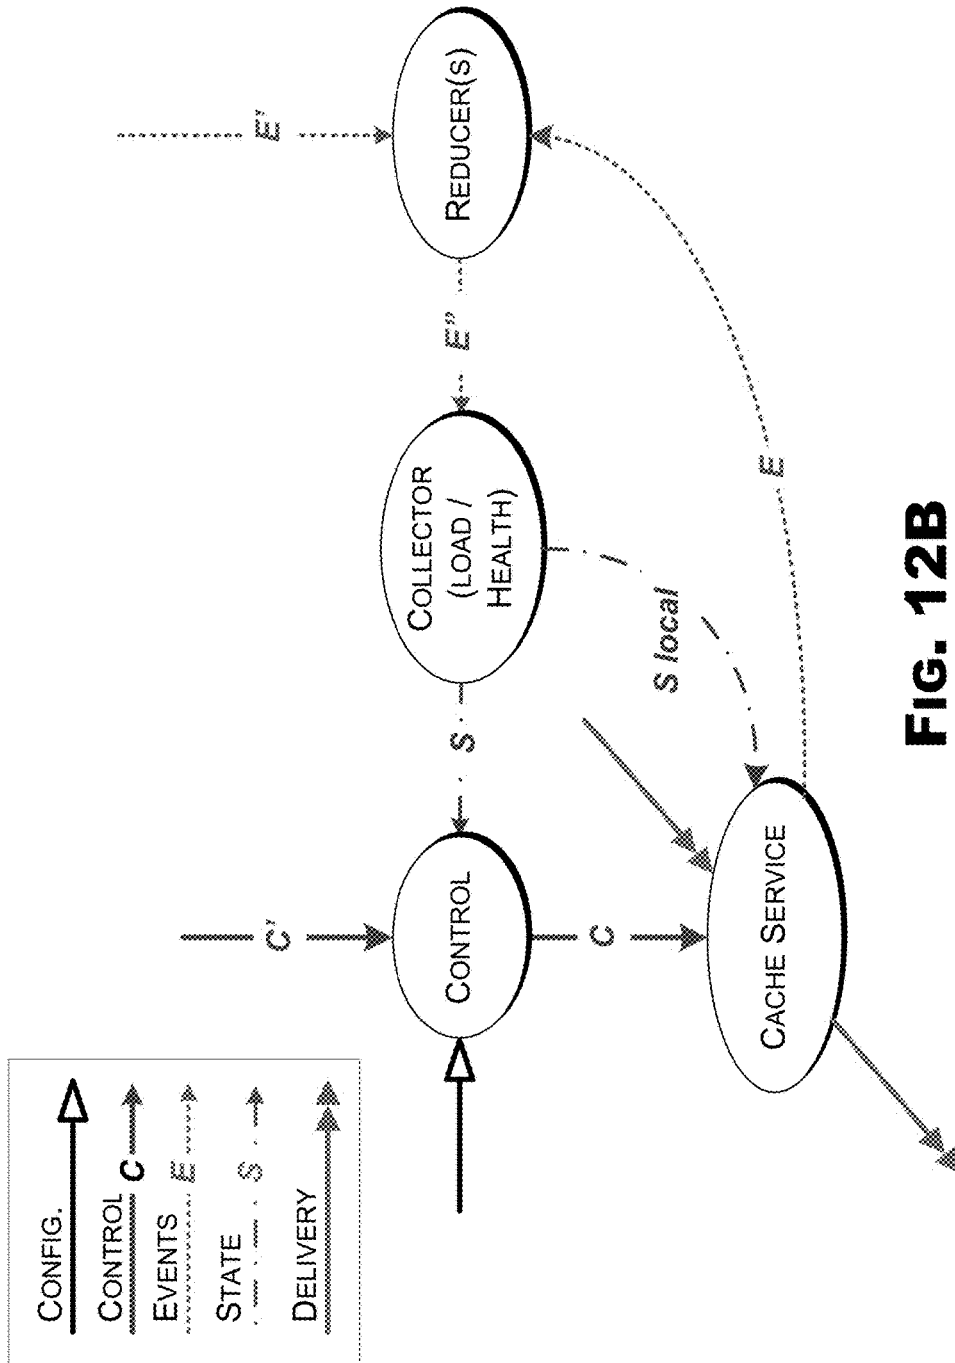 CONFIG.
CONTROL C
EVENTS E
STATE S
DELIVERY
C'
E'
CONTROL
S
COLLECTOR
(LOAD /
HEALTH)
E"
REDUCER(S)
C
S local
E
CACHE SERVICE
FIG. 12B